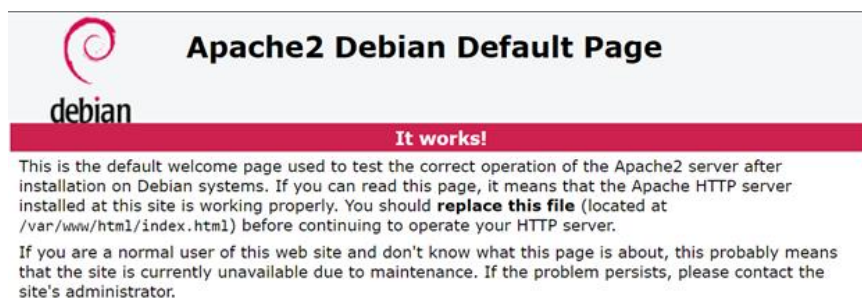 debian
Apache2 Debian Default Page
It works!
This is the default welcome page used to test the correct operation of the Apache2 server after
installation on Debian systems. If you can read this page, it means that the Apache HTTP server
installed at this site is working properly. You should replace this file (located at
/var/www/html/index.html) before continuing to operate your HTTP server.
If you are a normal user of this web site and don't know what this page is about, this probably means
that the site is currently unavailable due to maintenance. If the problem persists, please contact the
site's administrator.